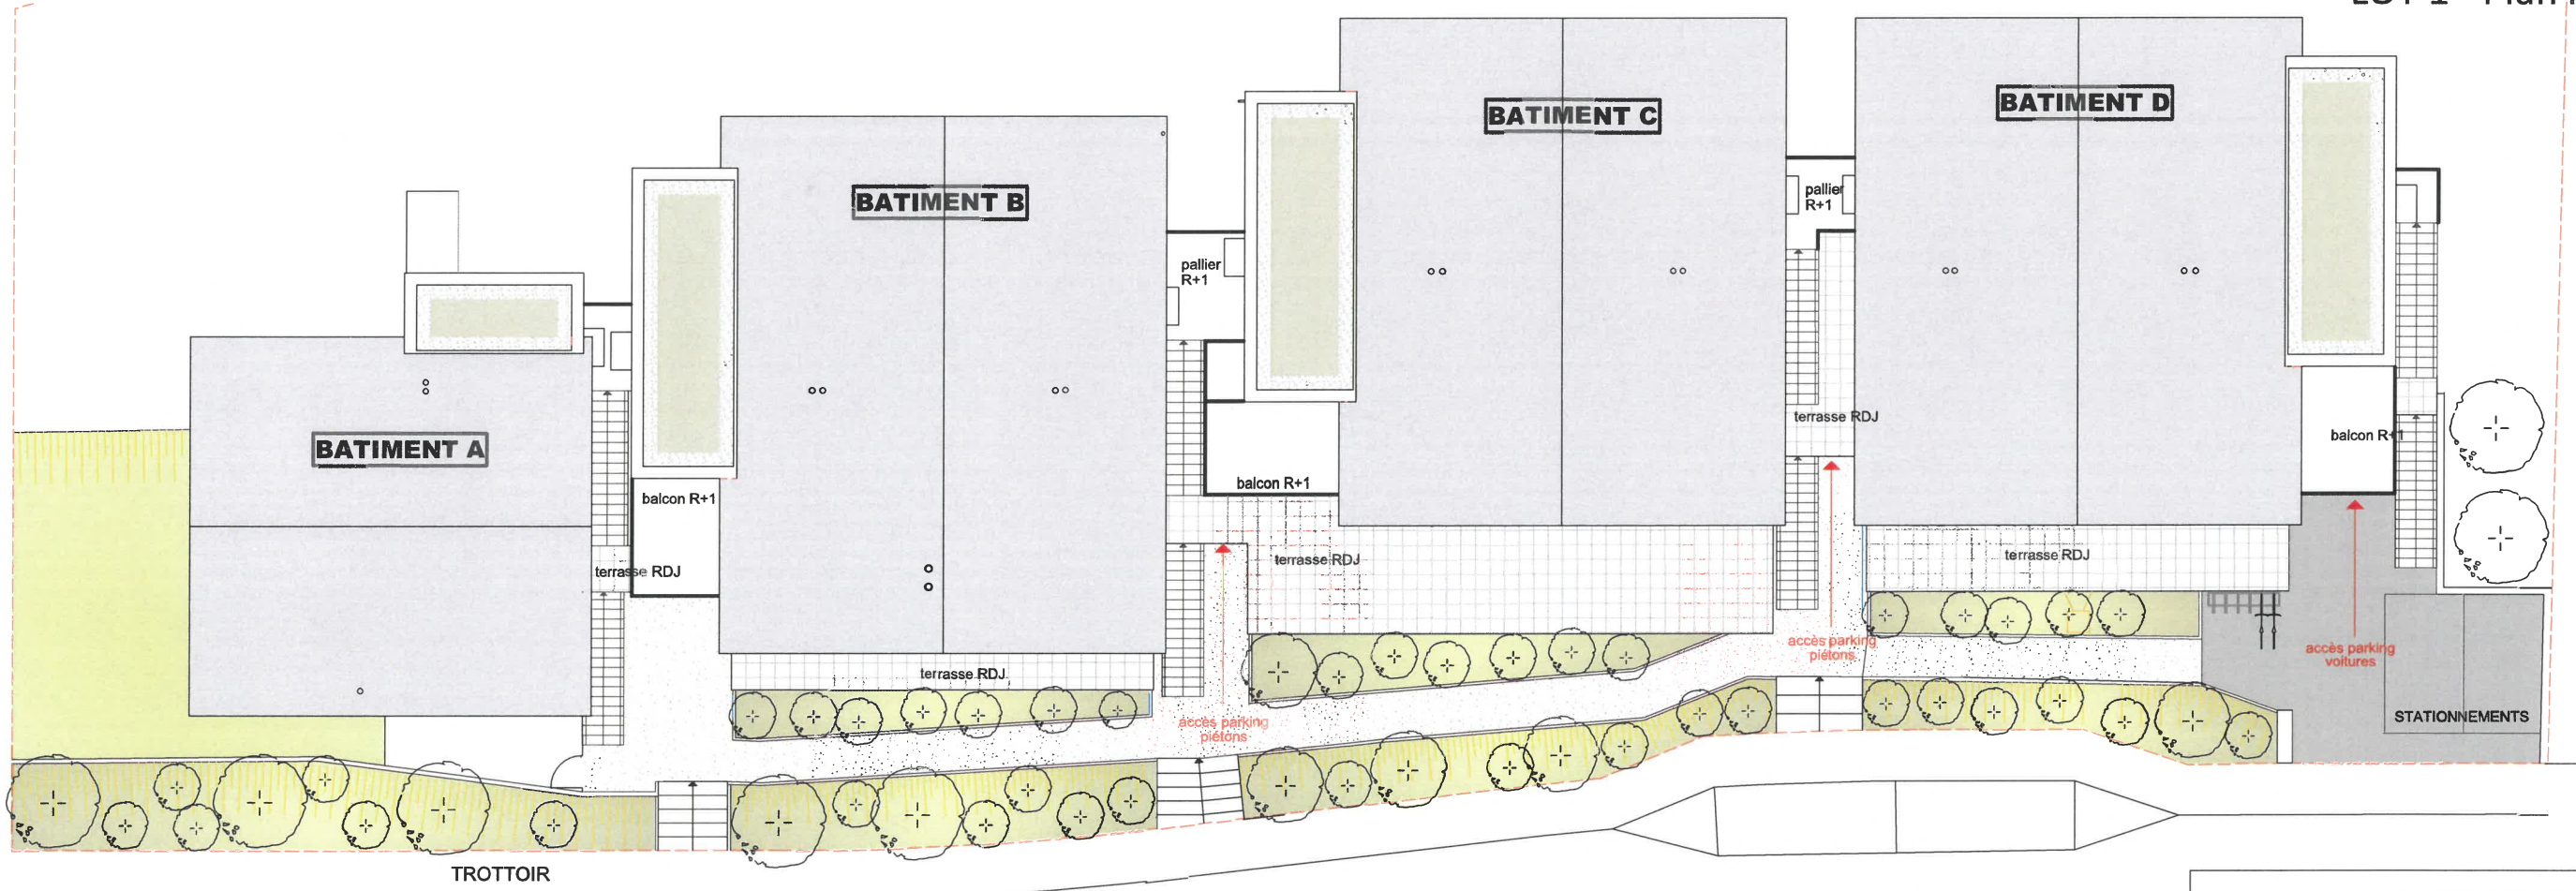 BATIMENT A
BATIMENT B
BATIMENT C
BATIMENT D
pallier
R+1
pallier
R+1
balcon R+1
balcon R+1
balcon R+1
terrasse RDJ
terrasse RDJ
terrasse RDJ
terrasse RDJ
terrasse RDJ
accès parking
piétons
accès parking
piétons
accès parking
voitures
STATIONNEMENTS
TROTTOIR